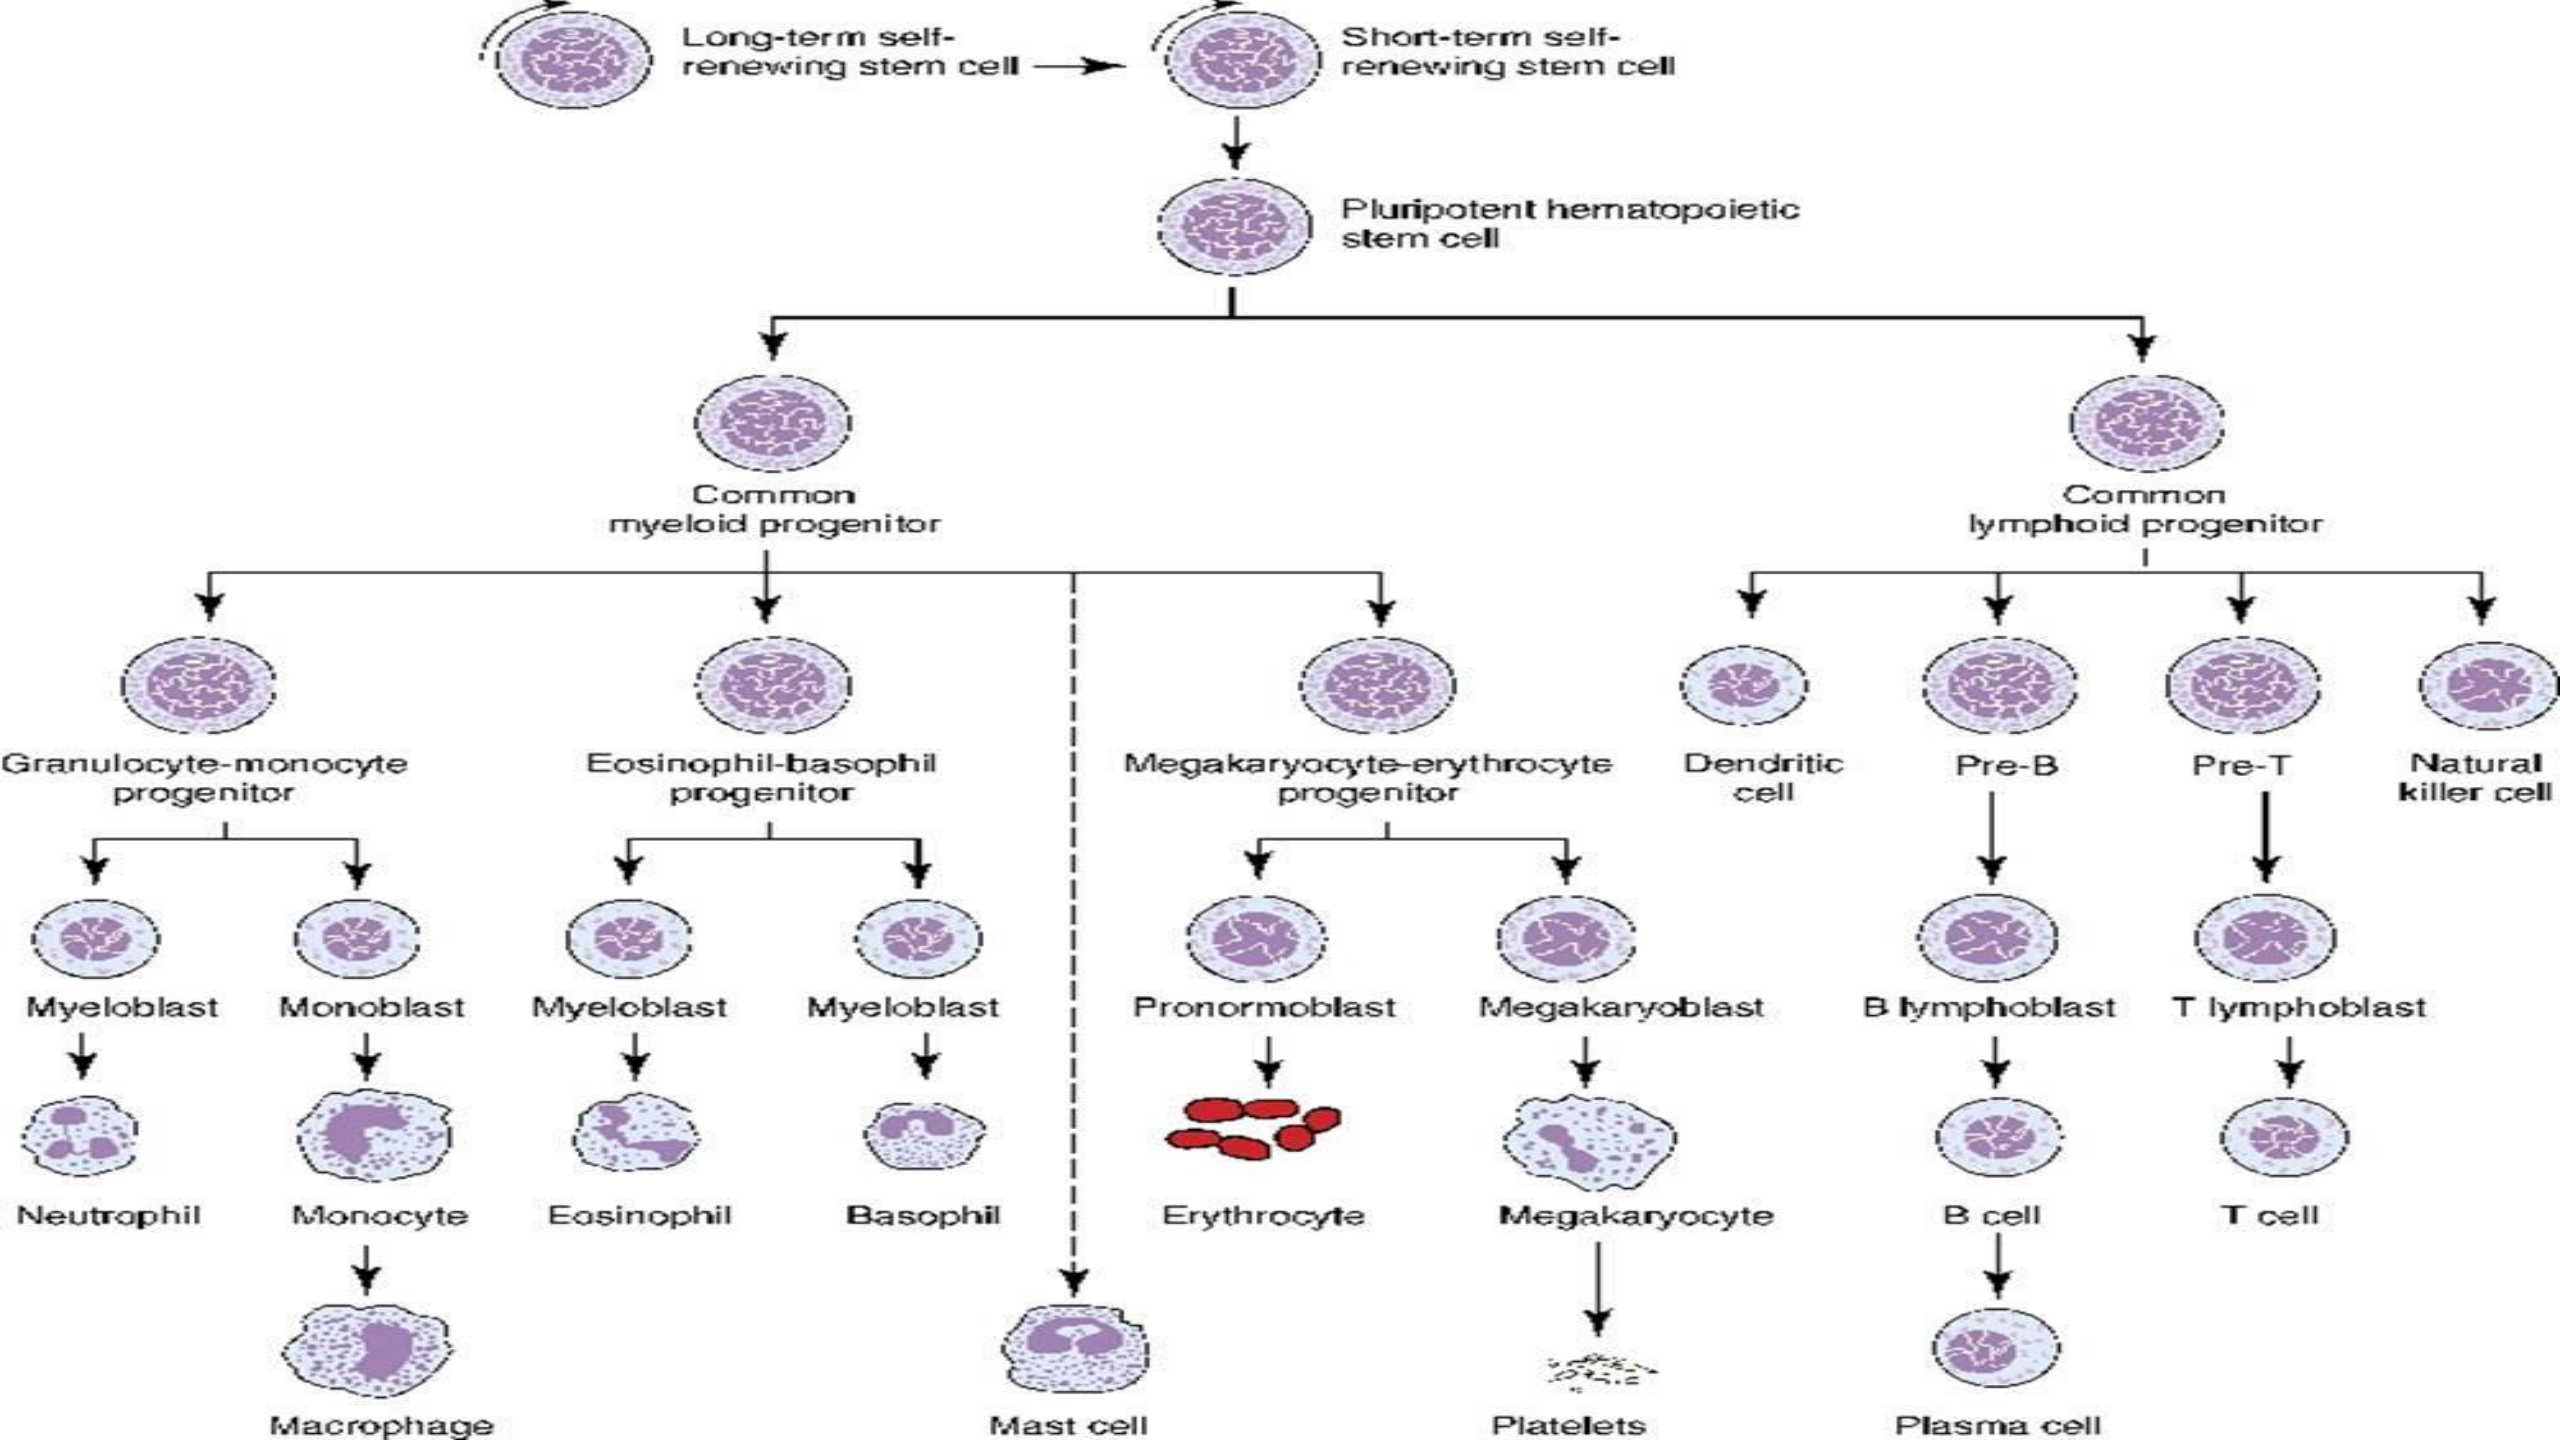 Long-term self-
renewing stem cell
Short-term self-
renewing stem cell
Pluripotent hematopoietic
stem cell
Common
myeloid progenitor
Common
lymphoid progenitor
Granulocyte-monocyte
progenitor
Eosinophil-basophil
progenitor
Megakaryocyte-erythrocyte
progenitor
Dendritic
cell
Pre-B
Pre-T
Natural
killer cell
Myeloblast
Monoblast
Myeloblast
Myeloblast
Pronormoblast
Megakaryoblast
B lymphoblast
T lymphoblast
Neutrophil
Monocyte
Eosinophil
Basophil
Erythrocyte
Megakaryocyte
B cell
T cell
Macrophage
Mast cell
Platelets
Plasma cell